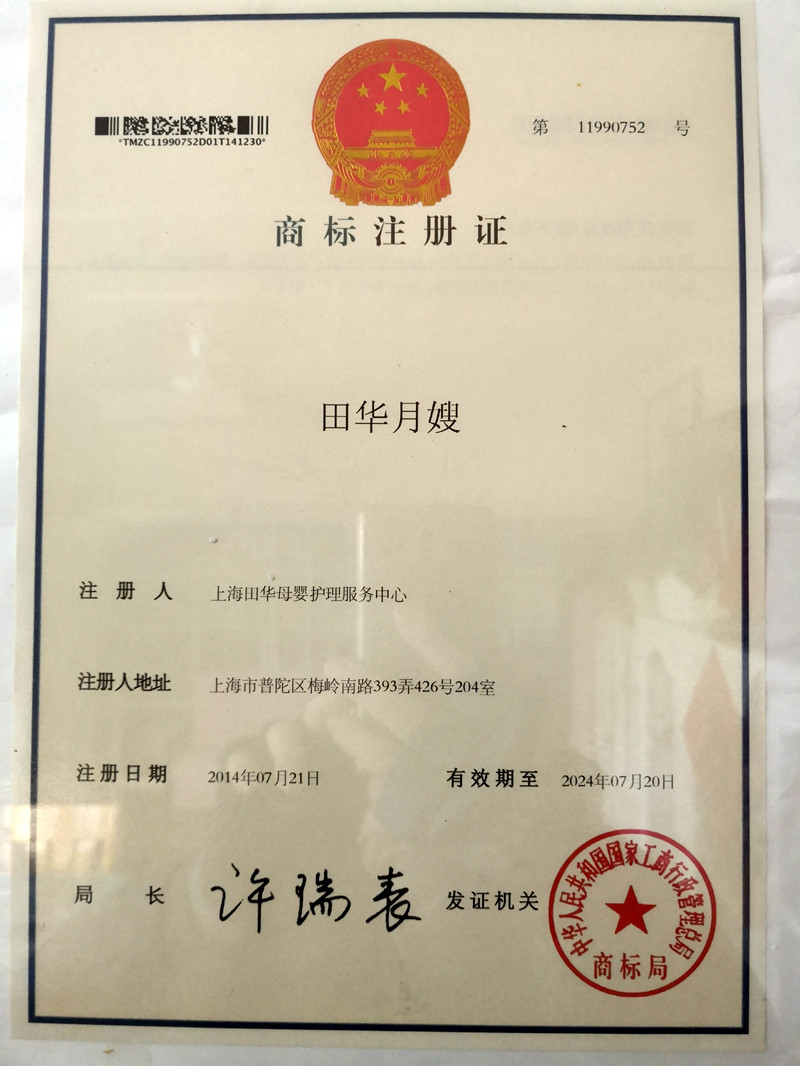 *TMZC11990752D01T141230*
第 11990752 号
商标注册证
田华月嫂
注册人 上海田华母婴护理服务中心
注册人地址 上海市普陀区梅岭南路393弄426号204室
注册日期 2014年07月21日 有效期至 2024年07月20日
局长 许瑞表 发证机关
中华人民共和国国家工商行政管理总局
商标局